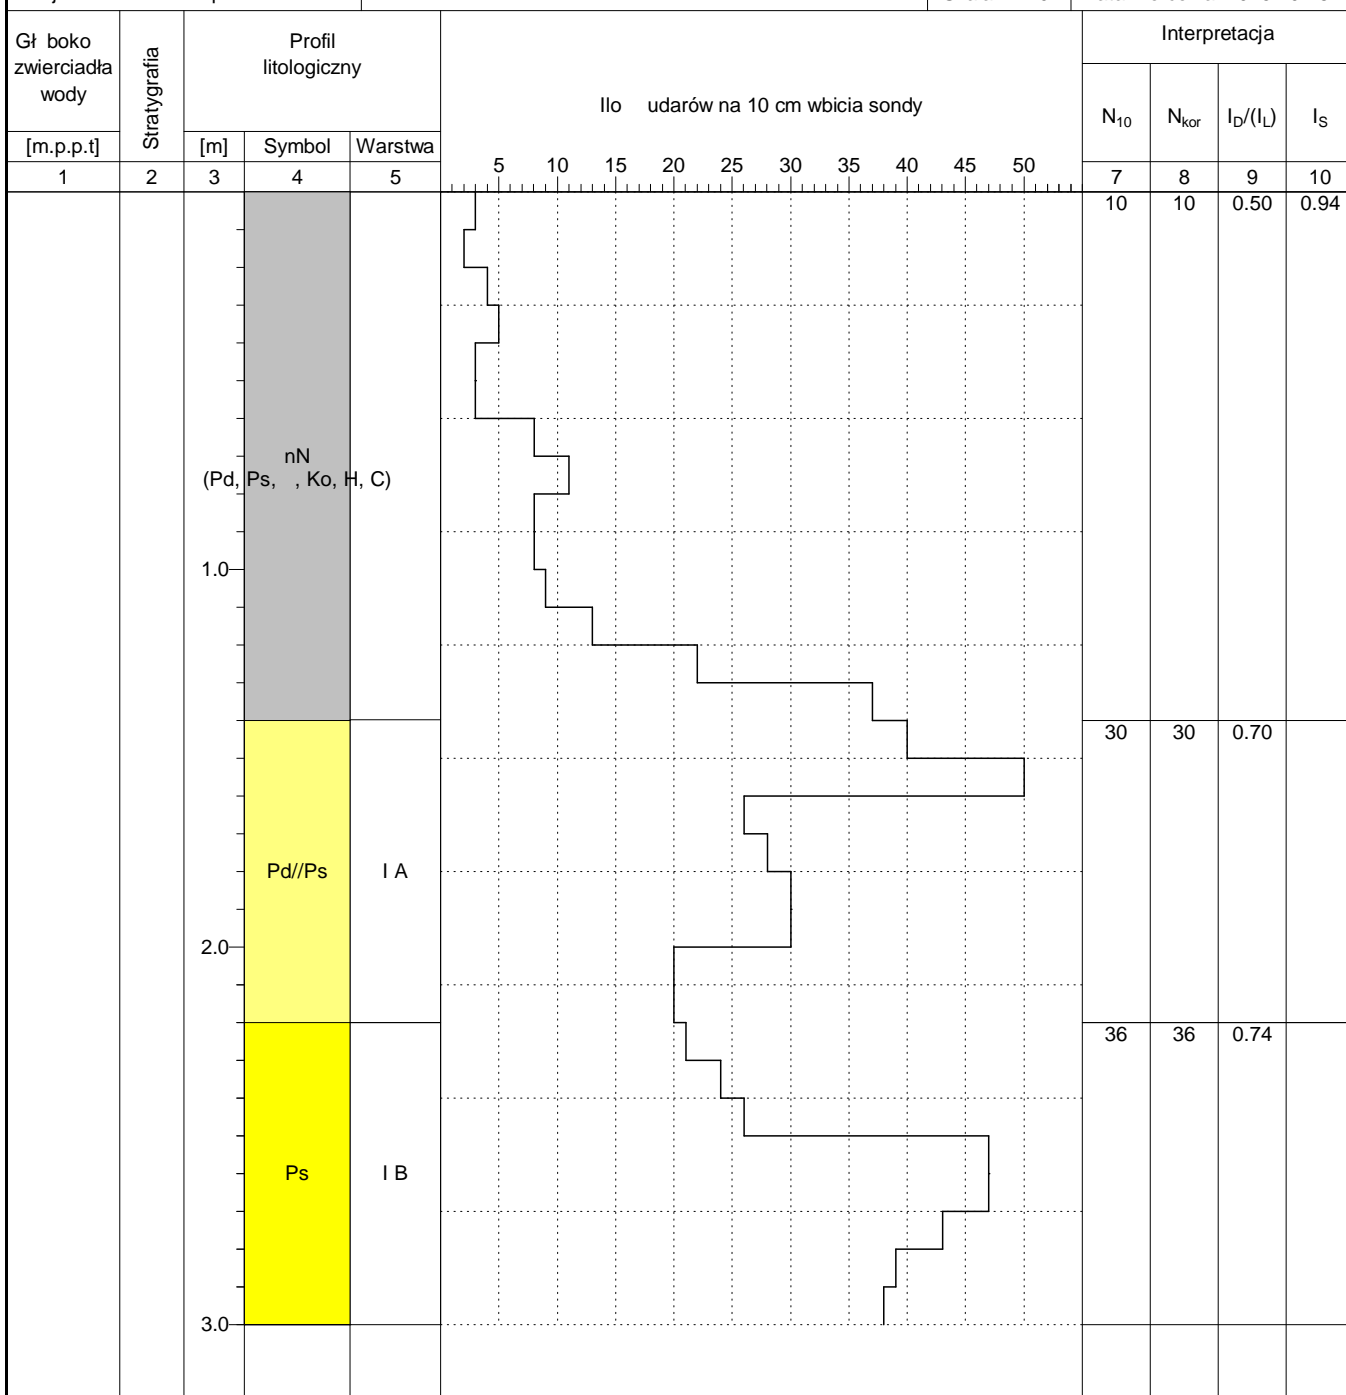 Gł boko
zwierciadła
wody
[m.p.p.t]
1
Stratygrafia
2
Profil
litologiczny
[m] Symbol Warstwa
3 4 5
Ilo udarów na 10 cm wbicia sondy
5 10 15 20 25 30 35 40 45 50
Interpretacja
N10 Nkor ID/(IL) IS
7 8 9 10
10 10 0.50 0.94
nN
(Pd, Ps, , Ko, H, C)
1.0
30 30 0.70
Pd//Ps I A
2.0
36 36 0.74
Ps I B
3.0